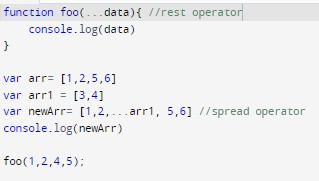 function foo(...data){ //rest operator
    console.log(data)
}
var arr= [1,2,5,6]
var arr1 = [3,4]
var newArr= [1,2,...arr1, 5,6] //spread operator
console.log(newArr)
foo(1,2,4,5);